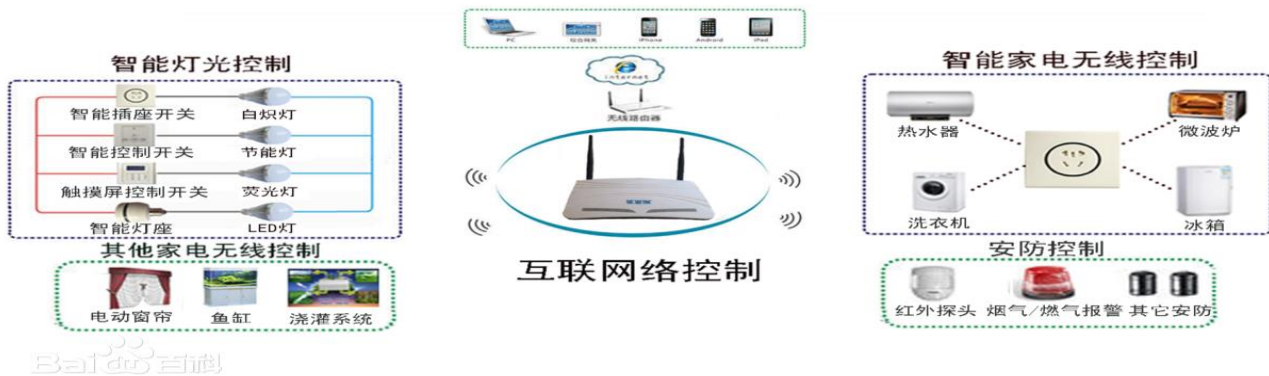 PC
iPhone
Android
iPad
internet
无线路由器
智能灯光控制
智能插座开关
白炽灯
智能控制开关
节能灯
触摸屏控制开关
荧光灯
智能灯座
LED灯
其他家电无线控制
电动窗帘
鱼缸
浇灌系统
互联网络控制
智能家电无线控制
热水器
微波炉
洗衣机
冰箱
安防控制
红外探头
烟气/燃气报警
其它安防
Bai百科